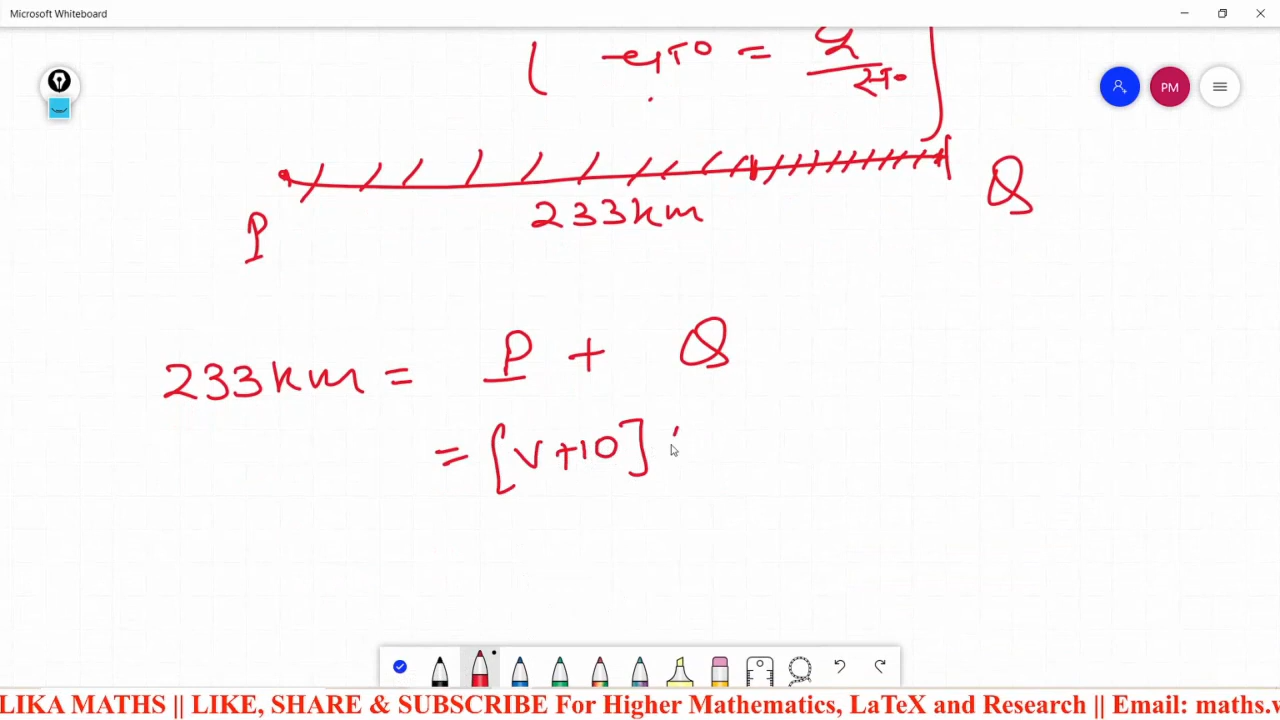 Microsoft Whiteboard
PM
233km
P
Q
233km = P + Q
= [v+10]
LIKA MATHS || LIKE, SHARE & SUBSCRIBE For Higher Mathematics, LaTeX and Research || Email: maths.v